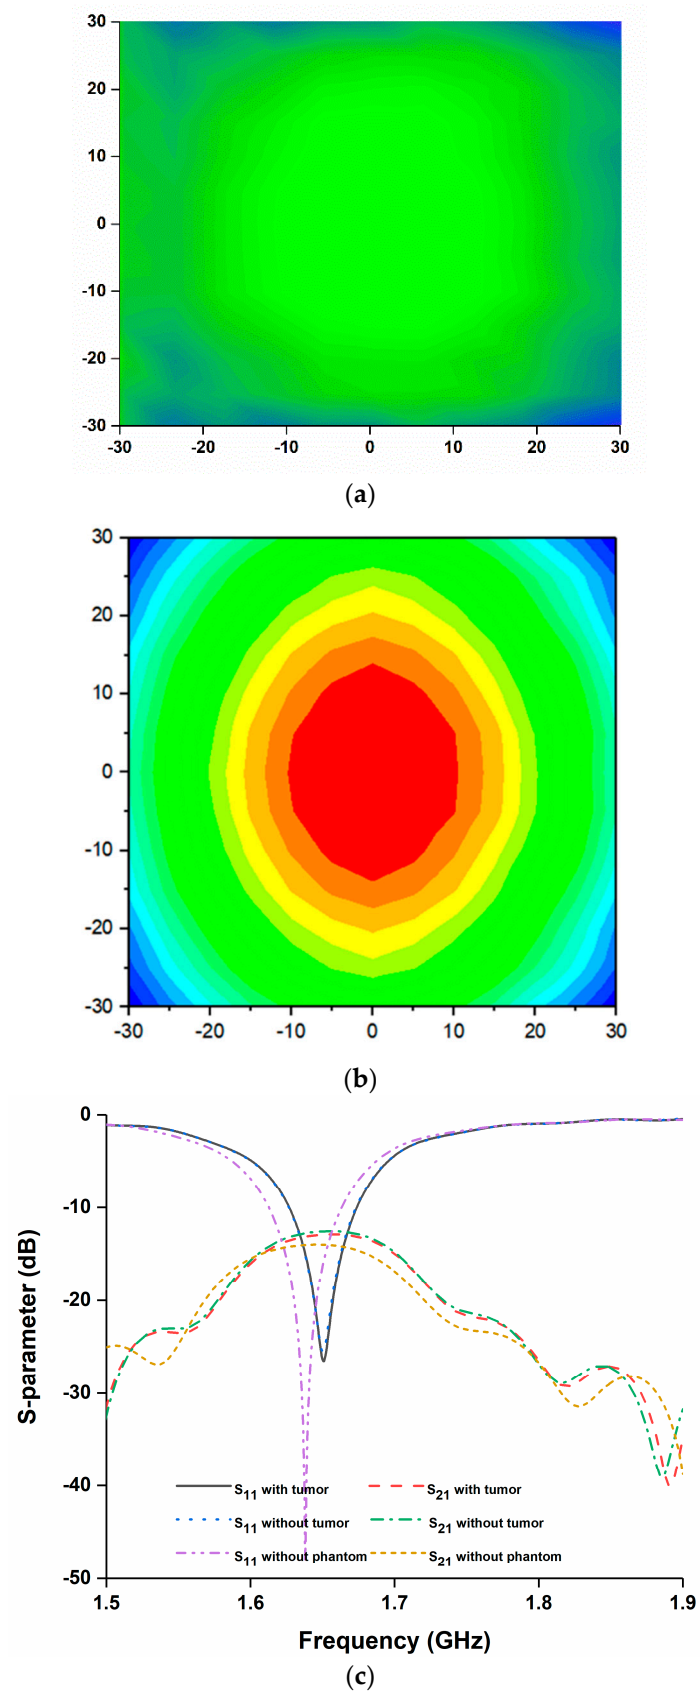 30
20
10
0
-10
-20
-30
-30 -20 -10 0 10 20 30
(a)
30
20
10
0
-10
-20
-30
-30 -20 -10 0 10 20 30
(b)
0
-10
-20
-30
-40
-50
S-parameter (dB)
S11 with tumor S21 with tumor
S11 without tumor S21 without tumor
S11 without phantom S21 without phantom
1.5 1.6 1.7 1.8 1.9
Frequency (GHz)
(c)